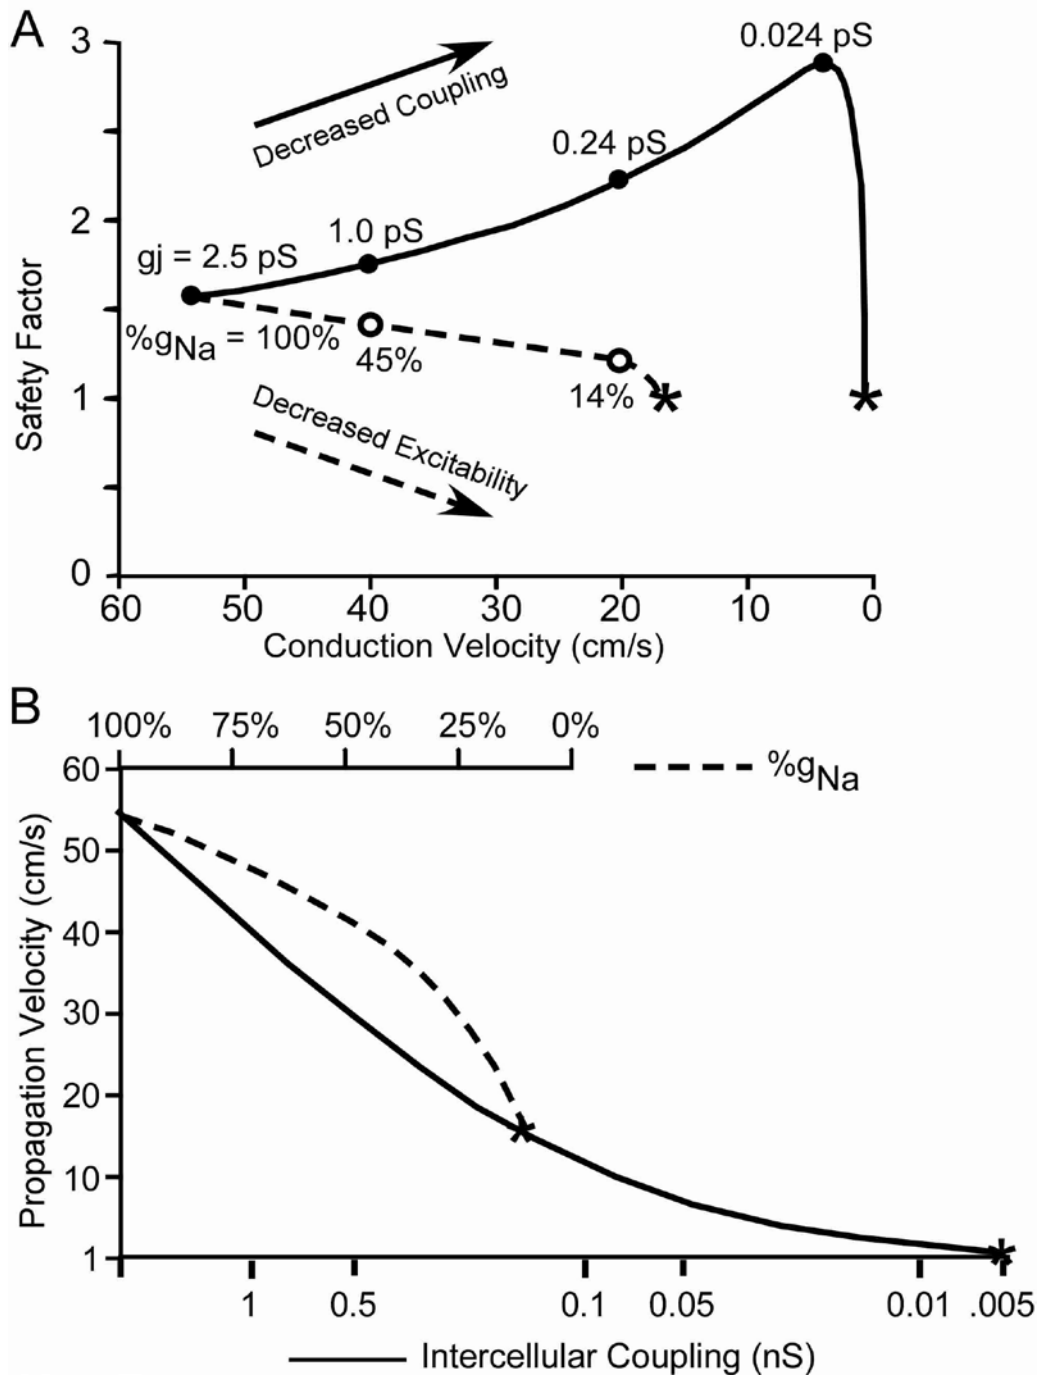 A
3
0.024 pS
Decreased Coupling
0.24 pS
2
1.0 pS
gj = 2.5 pS
Safety Factor
%gNa = 100%
45%
14%
1
Decreased Excitability
0
60 50 40 30 20 10 0
Conduction Velocity (cm/s)
B
100% 75% 50% 25% 0%
%gNa
60
50
40
30
20
10
1
Propagation Velocity (cm/s)
1 0.5 0.1 0.05 0.01 .005
Intercellular Coupling (nS)